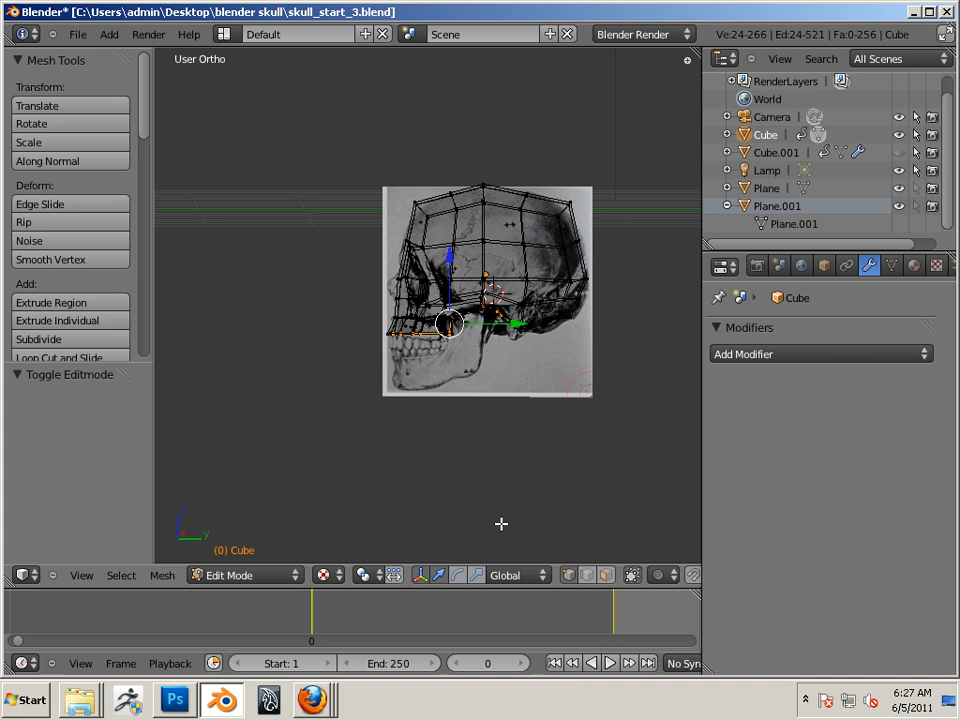 Blender* [C:\Users\admin\Desktop\blender skull\skull_start_3.blend]
File Add Render Help Default Scene Blender Render Ve:24-266 | Ed:24-521 | Fa:0-256 | Cube
Mesh Tools
Transform:
Translate
Rotate
Scale
Along Normal
Deform:
Edge Slide
Rip
Noise
Smooth Vertex
Add:
Extrude Region
Extrude Individual
Subdivide
Loop Cut and Slide
Toggle Editmode
User Ortho
y
(0) Cube
View Search All Scenes
RenderLayers
World
Camera
Cube
Cube.001
Lamp
Plane
Plane.001
Plane.001
Cube
Modifiers
Add Modifier
View Select Mesh Edit Mode Global
0
View Frame Playback Start: 1 End: 250 0 No Syn
Start Ps 6:27 AM
6/5/2011